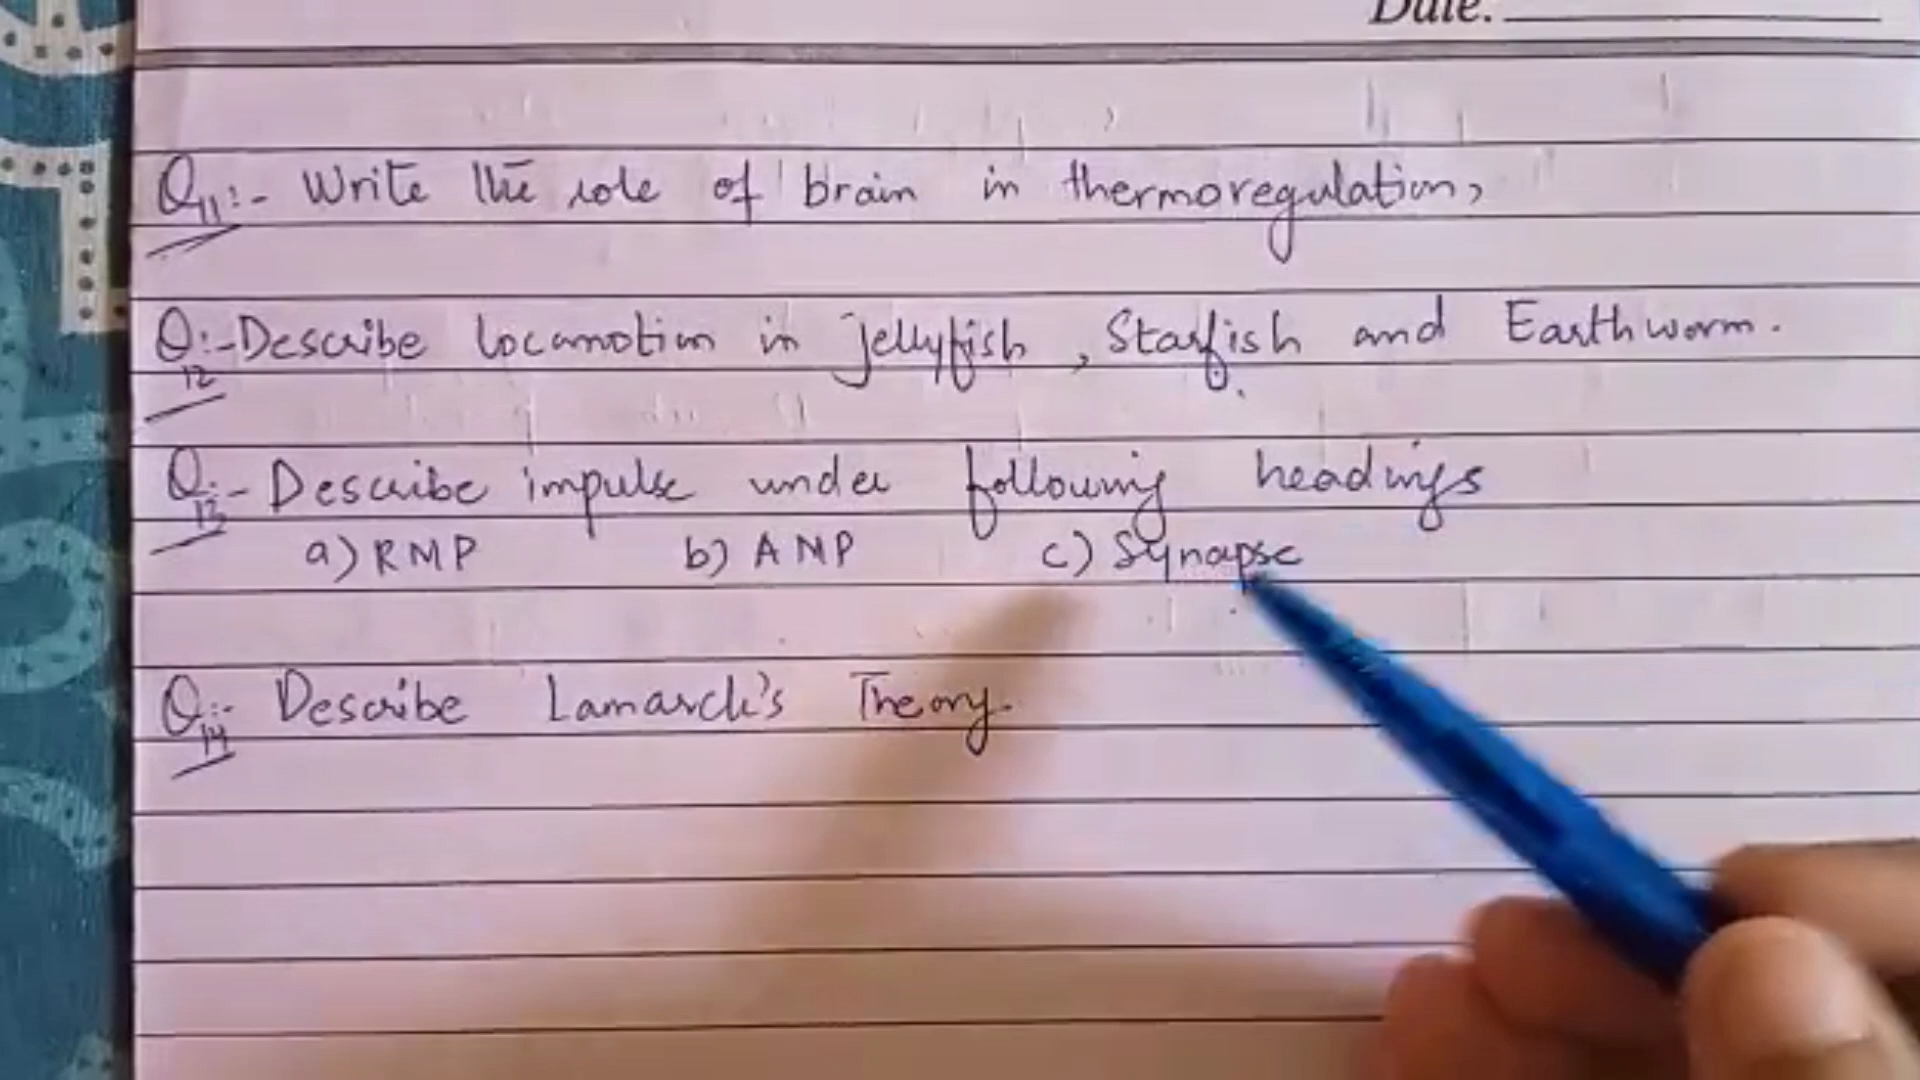 Date:
Q11:- Write the role of brain in thermoregulation,
Q12:- Describe locamotion in jellyfish, Starfish and Earthworm.
Q13:- Describe impulse under following headings
a) RMP b) AMP c) Synapse
Q14:- Describe Lamarck's Theory.